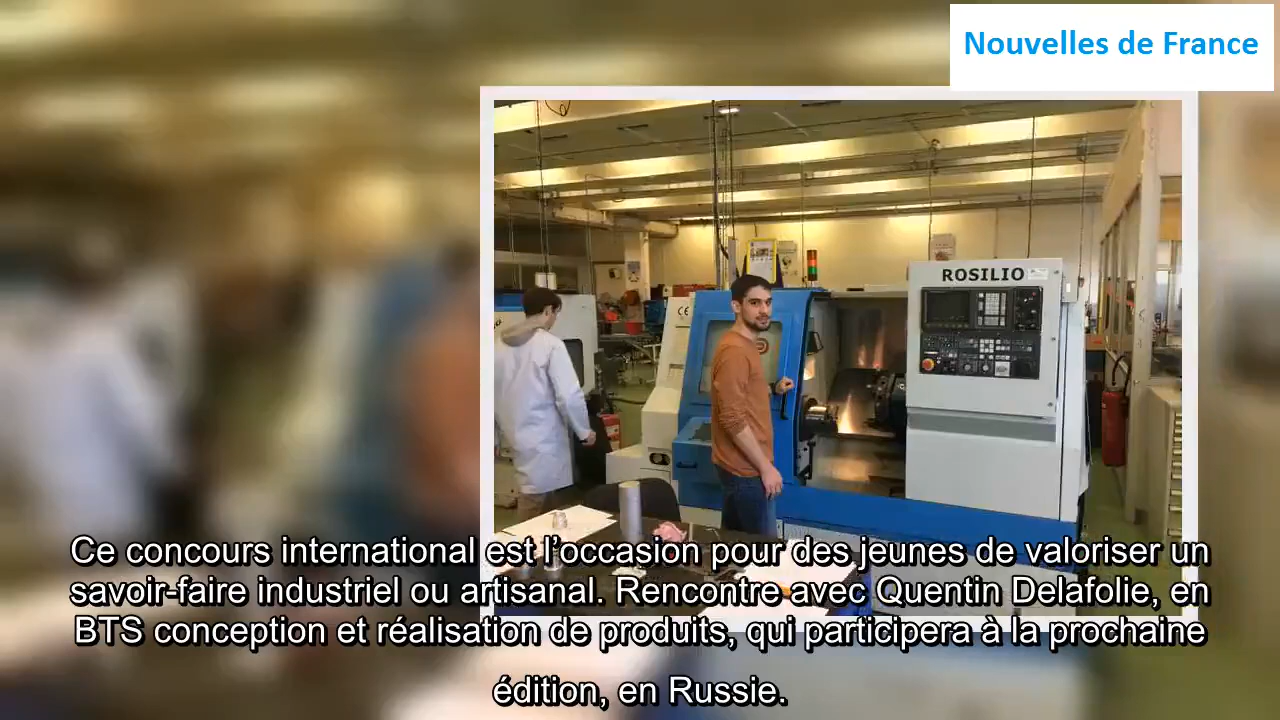 Nouvelles de France
ROSILIO
CE
Ce concours international est l’occasion pour des jeunes de valoriser un
savoir-faire industriel ou artisanal. Rencontre avec Quentin Delafolie, en
BTS conception et réalisation de produits, qui participera à la prochaine
édition, en Russie.